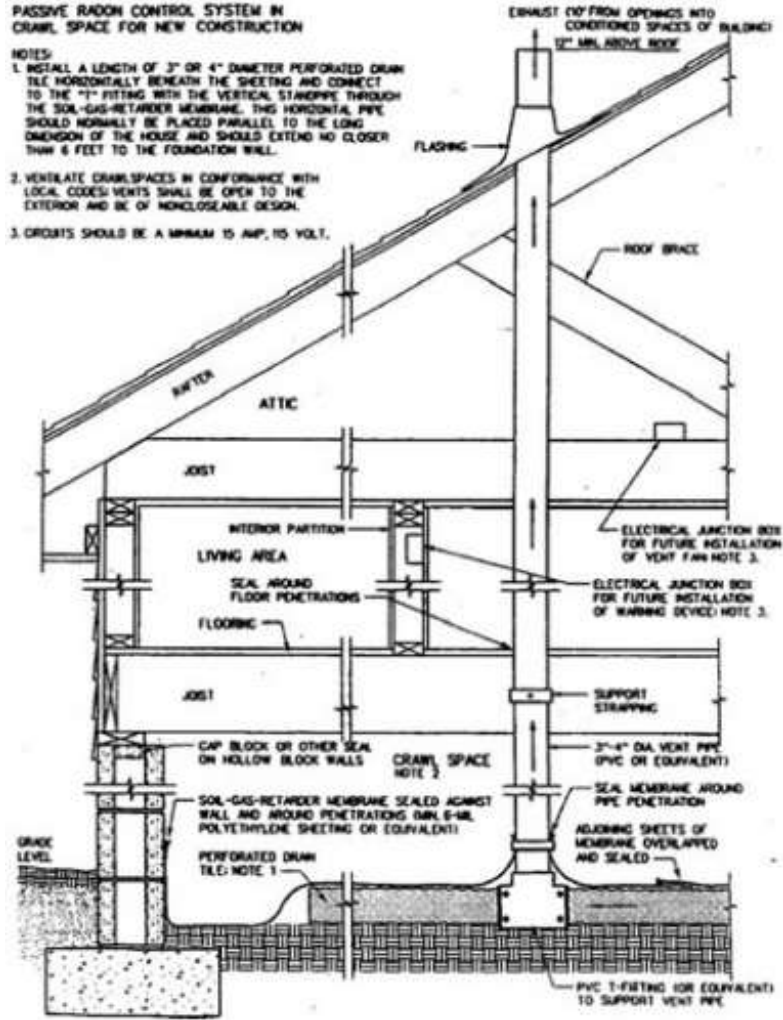 PASSIVE RADON CONTROL SYSTEM IN
CRAWL SPACE FOR NEW CONSTRUCTION
NOTES:
1. INSTALL A LENGTH OF 3" OR 4" DIAMETER PERFORATED DRAIN
TILE HORIZONTALLY BENEATH THE SHEETING AND CONNECT
TO THE "T" FITTING WITH THE VERTICAL STANDPIPE THROUGH
THE SOIL-GAS-RETARDER MEMBRANE. THIS HORIZONTAL PIPE
SHOULD NORMALLY BE PLACED PARALLEL TO THE LONG
DIMENSION OF THE HOUSE AND SHOULD EXTEND NO CLOSER
THAN 6 FEET TO THE FOUNDATION WALL.
2. VENTILATE CRAWLSPACES IN CONFORMANCE WITH
LOCAL CODES; VENTS SHALL BE OPEN TO THE
EXTERIOR AND BE OF NONCLOSEABLE DESIGN.
3. CIRCUITS SHOULD BE A MINIMUM 15 AMP, 115 VOLT.
EXHAUST (10' FROM OPENINGS INTO
CONDITIONED SPACES OF BUILDING)
12" MIN. ABOVE ROOF
FLASHING
ROOF BRACE
RAFTER
ATTIC
JOIST
INTERIOR PARTITION
LIVING AREA
SEAL AROUND
FLOOR PENETRATIONS
FLOORING
ELECTRICAL JUNCTION BOX
FOR FUTURE INSTALLATION
OF VENT FAN; NOTE 3.
ELECTRICAL JUNCTION BOX
FOR FUTURE INSTALLATION
OF WARNING DEVICE; NOTE 3.
JOIST
SUPPORT
STRAPPING
CAP BLOCK OR OTHER SEAL
ON HOLLOW BLOCK WALLS
CRAWL SPACE
NOTE 2
3"-4" DIA. VENT PIPE
(PVC OR EQUIVALENT)
SOIL-GAS-RETARDER MEMBRANE SEALED AGAINST
WALL AND AROUND PENETRATIONS (MIN. 6-MIL
POLYETHYLENE SHEETING OR EQUIVALENT)
SEAL MEMBRANE AROUND
PIPE PENETRATION
GRADE
LEVEL
PERFORATED DRAIN
TILE; NOTE 1
ADJOINING SHEETS OF
MEMBRANE OVERLAPPED
AND SEALED
PVC T-FITTING (OR EQUIVALENT)
TO SUPPORT VENT PIPE